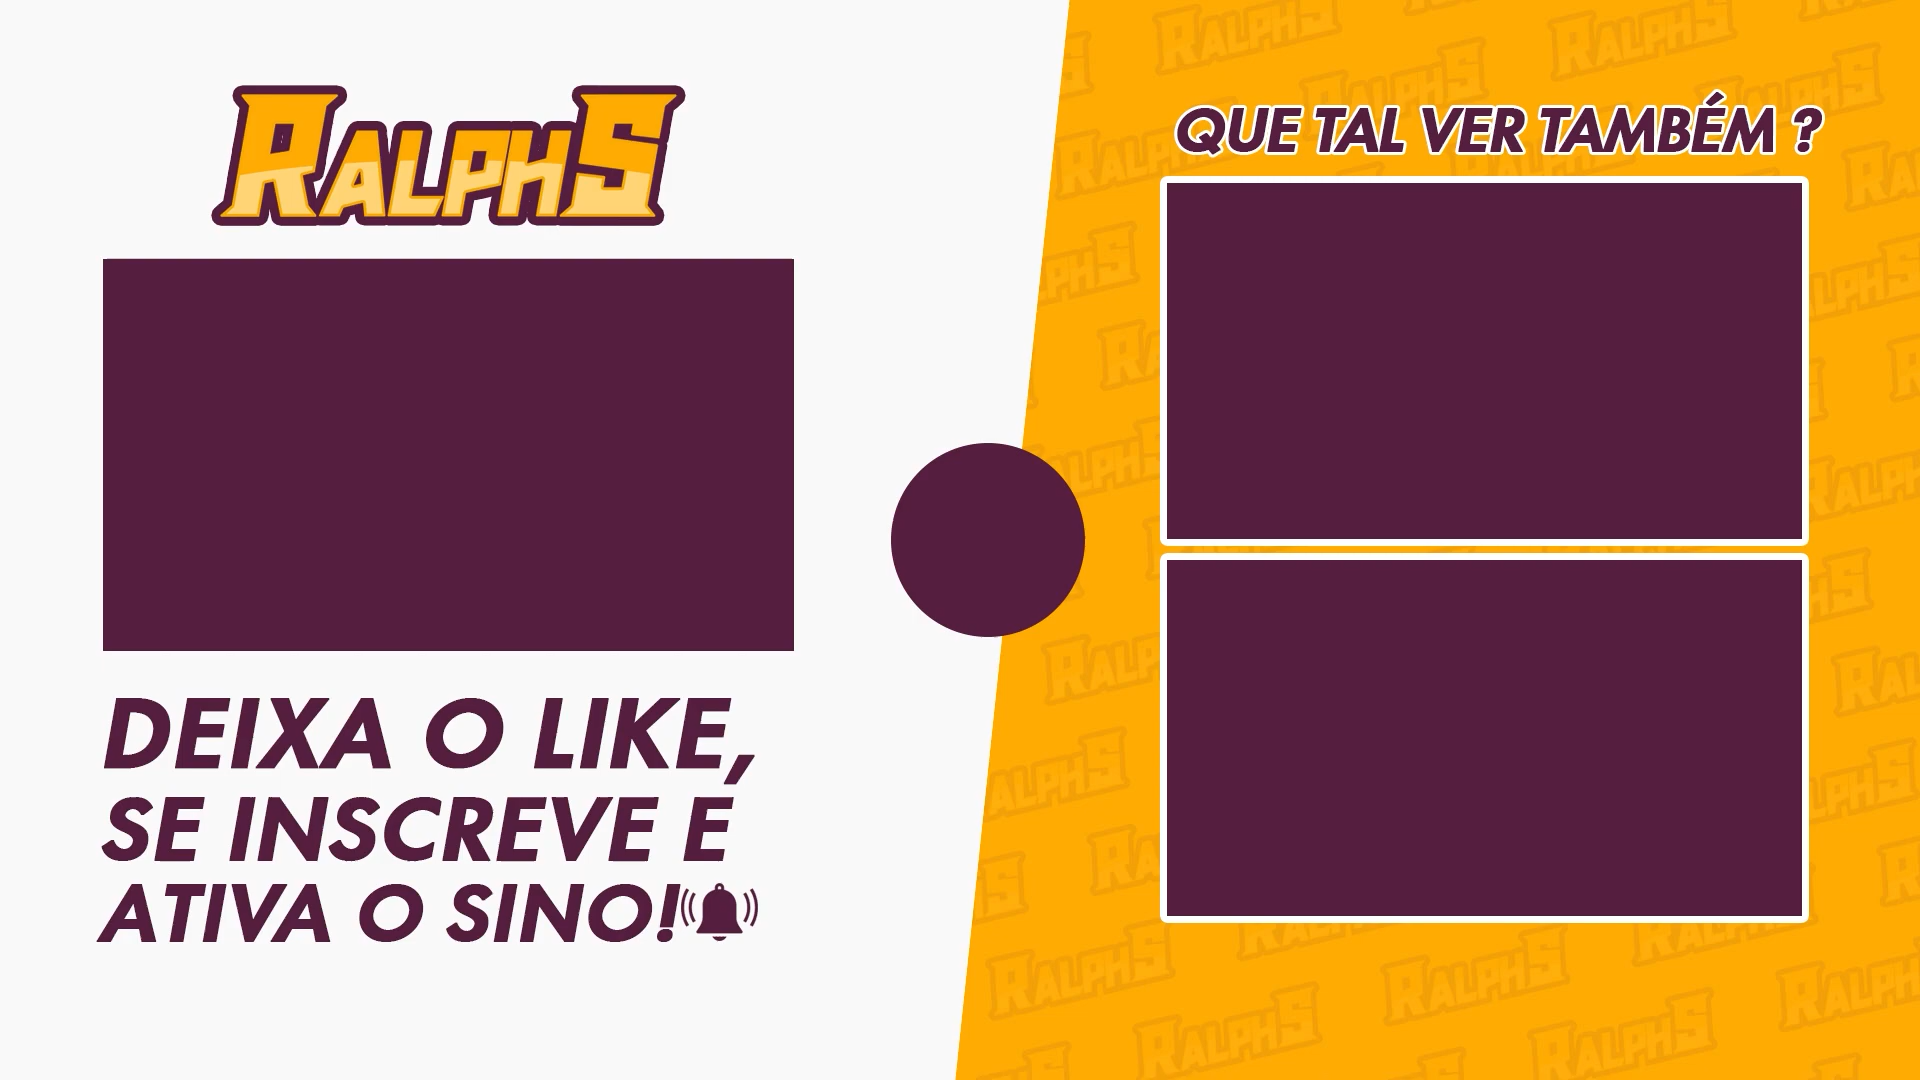 RALPHS
DEIXA O LIKE,
SE INSCREVE E
ATIVA O SINO!
QUE TAL VER TAMBÉM ?